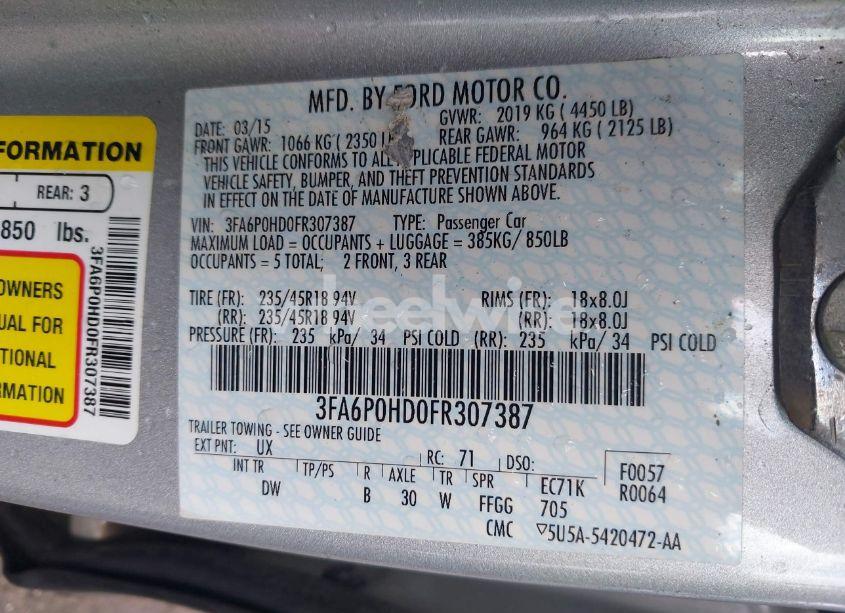 FORMATION
REAR: 3
850 lbs.
OWNERS
UAL FOR
TIONAL
RMATION
3FA6P0HD0FR307387
MFD. BY FORD MOTOR CO.
DATE: 03/15 GVWR: 2019 KG ( 4450 LB)
FRONT GAWR: 1066 KG ( 2350 LB) REAR GAWR: 964 KG ( 2125 LB)
THIS VEHICLE CONFORMS TO ALL APPLICABLE FEDERAL MOTOR
VEHICLE SAFETY, BUMPER, AND THEFT PREVENTION STANDARDS
IN EFFECT ON THE DATE OF MANUFACTURE SHOWN ABOVE.
VIN: 3FA6P0HD0FR307387 TYPE: Passenger Car
MAXIMUM LOAD = OCCUPANTS + LUGGAGE = 385KG/ 850LB
OCCUPANTS = 5 TOTAL; 2 FRONT, 3 REAR
TIRE (FR): 235/45R18 94V RIMS (FR): 18x8.0J
(RR): 235/45R18 94V (RR): 18x8.0J
PRESSURE (FR): 235 kPa/ 34 PSI COLD (RR): 235 kPa/ 34 PSI COLD
3FA6P0HD0FR307387
TRAILER TOWING - SEE OWNER GUIDE
EXT PNT: UX RC: 71 DSO: F0057
INT TR TP/PS R AXLE TR SPR EC71K R0064
DW B 30 W FFGG 705
CMC ▽5U5A-5420472-AA